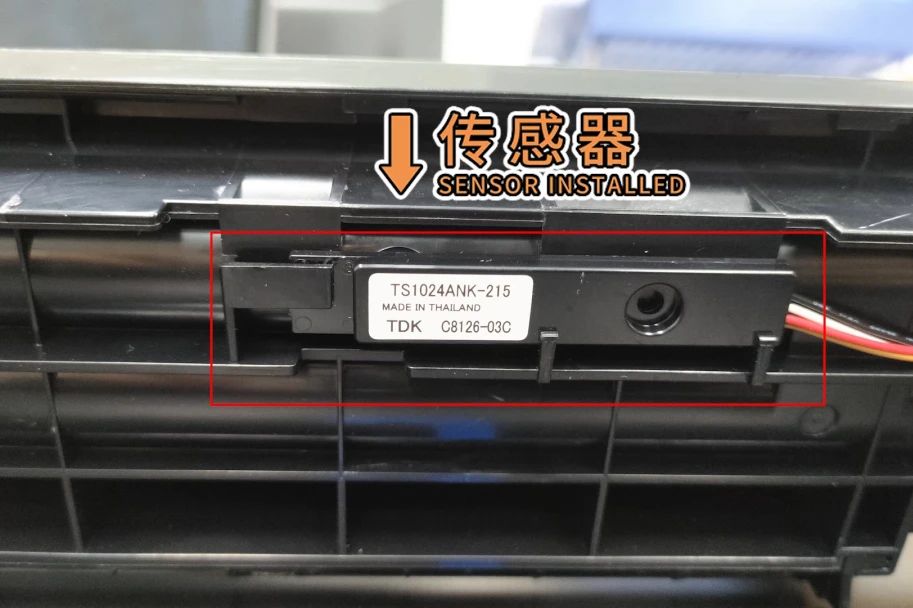 传感器
SENSOR INSTALLED
TS1024ANK-215
MADE IN THAILAND
TDK C8126-03C